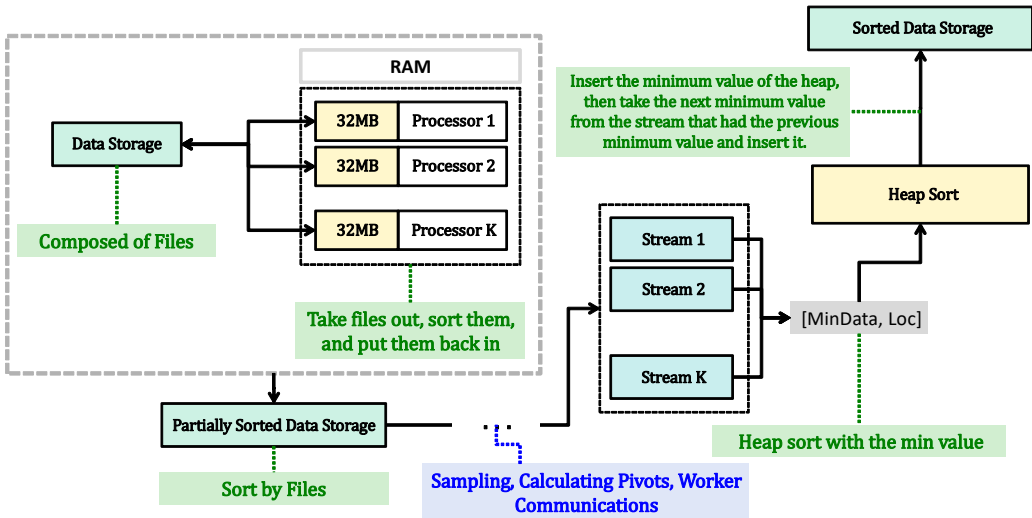 Sorted Data Storage
RAM
Insert the minimum value of the heap,
then take the next minimum value
from the stream that had the previous
minimum value and insert it.
32MB Processor 1
Data Storage
32MB Processor 2
Heap Sort
32MB Processor K
Composed of Files
Stream 1
Stream 2
Take files out, sort them,
and put them back in
[MinData, Loc]
Stream K
Partially Sorted Data Storage
...
Heap sort with the min value
Sort by Files
Sampling, Calculating Pivots, Worker
Communications